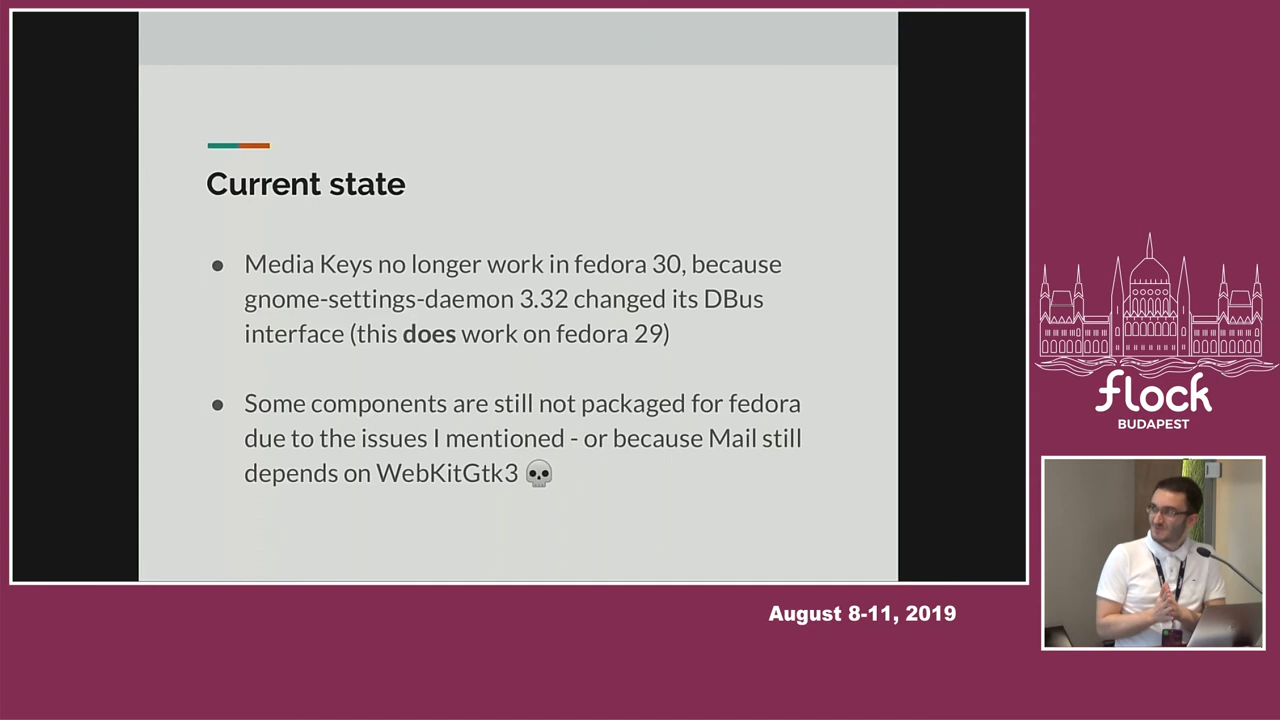 Current state
● Media Keys no longer work in fedora 30, because
gnome-settings-daemon 3.32 changed its DBus
interface (this does work on fedora 29)
● Some components are still not packaged for fedora
due to the issues I mentioned - or because Mail still
depends on WebKitGtk3 💀
flock
BUDAPEST
August 8-11, 2019